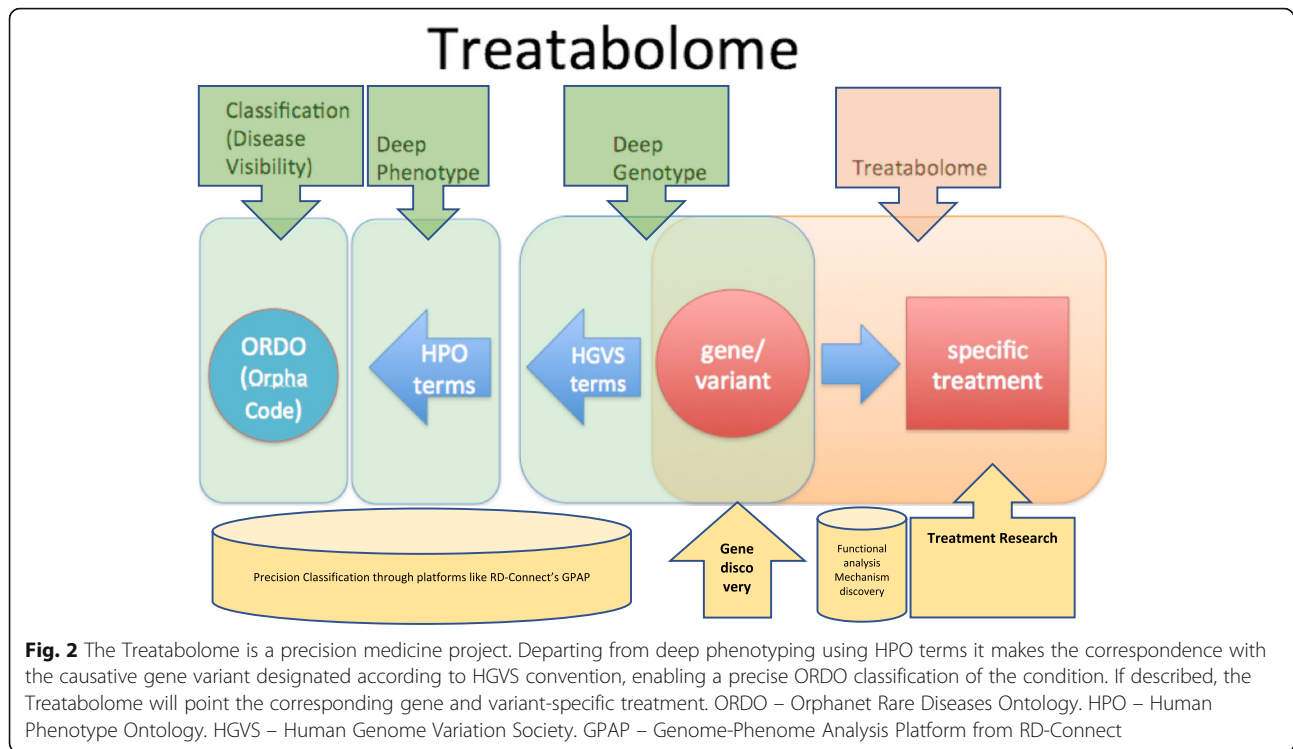 Treatabolome
Classification
(Disease
Visibility)
Deep
Phenotype
Deep
Genotype
Treatabolome
ORDO
(Orpha
Code)
HPO
terms
HGVS
terms
gene/
variant
specific
treatment
Precision Classification through platforms like RD-Connect's GPAP
Gene
disco
very
Functional
analysis
Mechanism
discovery
Treatment Research
Fig. 2 The Treatabolome is a precision medicine project. Departing from deep phenotyping using HPO terms it makes the correspondence with
the causative gene variant designated according to HGVS convention, enabling a precise ORDO classification of the condition. If described, the
Treatabolome will point the corresponding gene and variant-specific treatment. ORDO – Orphanet Rare Diseases Ontology. HPO – Human
Phenotype Ontology. HGVS – Human Genome Variation Society. GPAP – Genome-Phenome Analysis Platform from RD-Connect